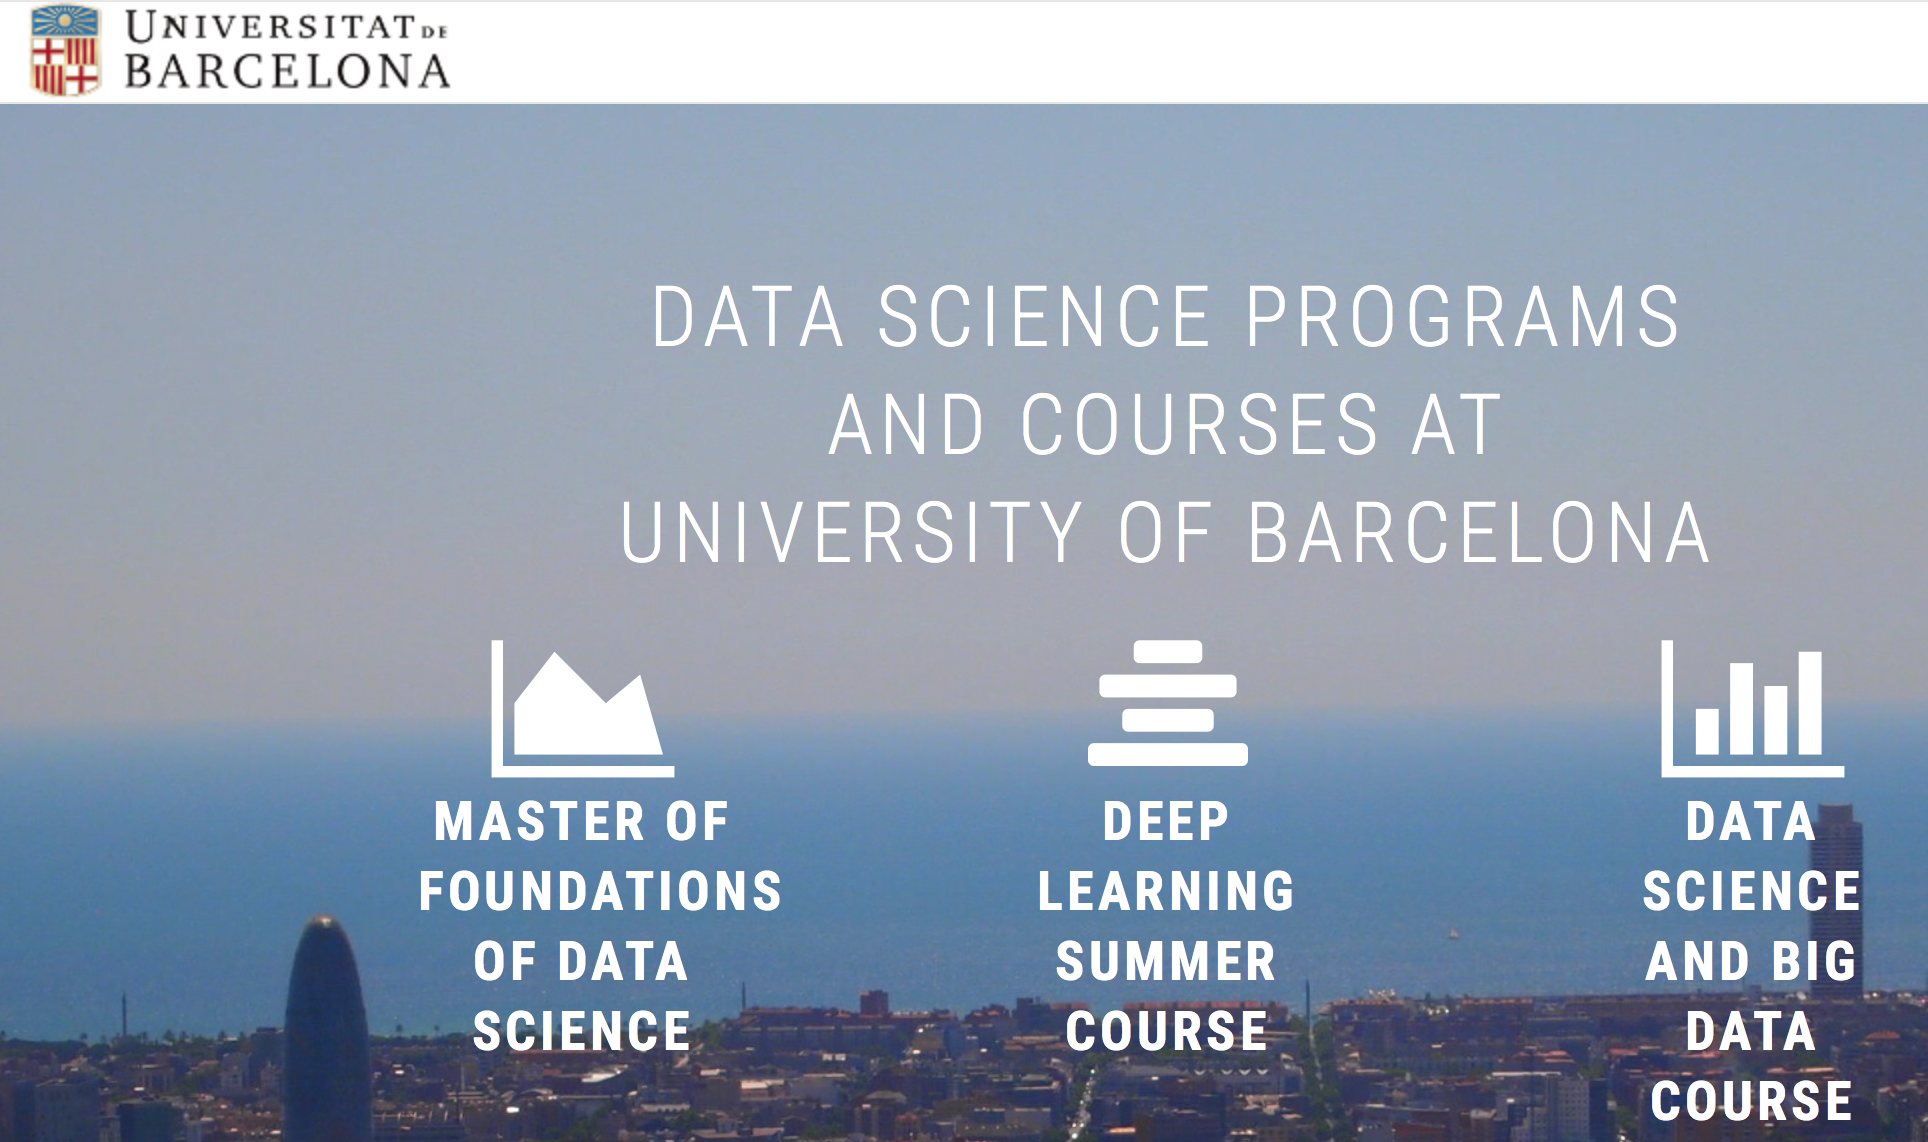 UNIVERSITAT DE
BARCELONA
DATA SCIENCE PROGRAMS
AND COURSES AT
UNIVERSITY OF BARCELONA
MASTER OF
FOUNDATIONS
OF DATA
SCIENCE
DEEP
LEARNING
SUMMER
COURSE
DATA
SCIENCE
AND BIG
DATA
COURSE